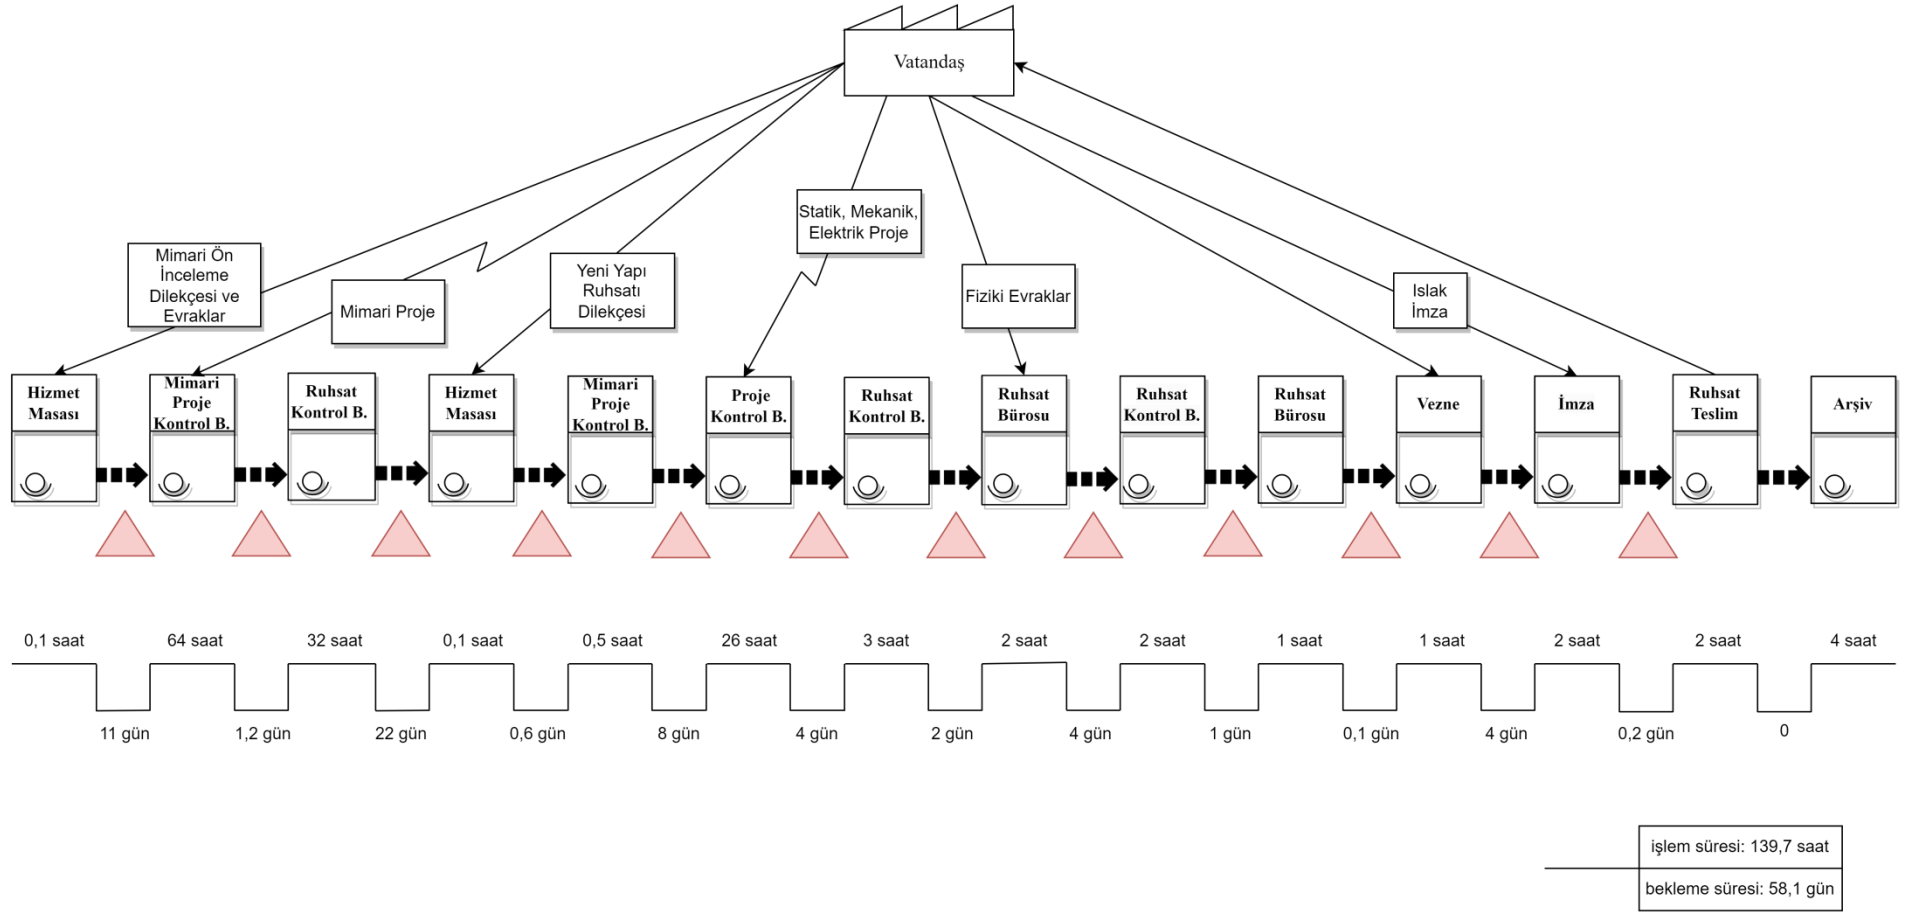 Vatandaş
Statik, Mekanik,
Elektrik Proje
Mimari Ön
İnceleme
Dilekçesi ve
Evraklar
Mimari Proje
Yeni Yapı
Ruhsatı
Dilekçesi
Fiziki Evraklar
Islak
İmza
Hizmet
Masası
Mimari
Proje
Kontrol B.
Ruhsat
Kontrol B.
Hizmet
Masası
Mimari
Proje
Kontrol B.
Proje
Kontrol B.
Ruhsat
Kontrol B.
Ruhsat
Bürosu
Ruhsat
Kontrol B.
Ruhsat
Bürosu
Vezne
İmza
Ruhsat
Teslim
Arşiv
0,1 saat
64 saat
32 saat
0,1 saat
0,5 saat
26 saat
3 saat
2 saat
2 saat
1 saat
1 saat
2 saat
2 saat
4 saat
11 gün
1,2 gün
22 gün
0,6 gün
8 gün
4 gün
2 gün
4 gün
1 gün
0,1 gün
4 gün
0,2 gün
0
işlem süresi: 139,7 saat
bekleme süresi: 58,1 gün